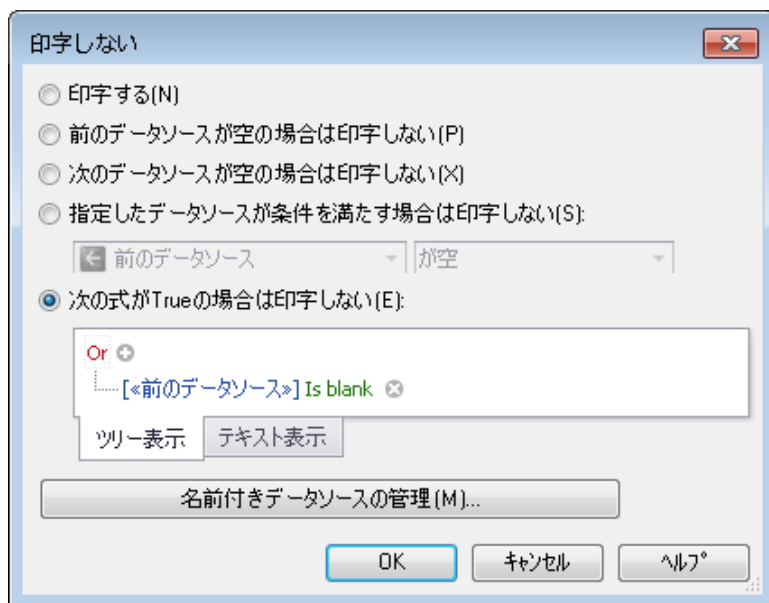 印字しない
印字する(N)
前のデータソースが空の場合は印字しない(P)
次のデータソースが空の場合は印字しない(X)
指定したデータソースが条件を満たす場合は印字しない(S):
前のデータソース が空
次の式がTrueの場合は印字しない(E):
Or
[«前のデータソース»] Is blank
ツリー表示 テキスト表示
名前付きデータソースの管理(M)...
OK キャンセル ヘルプ